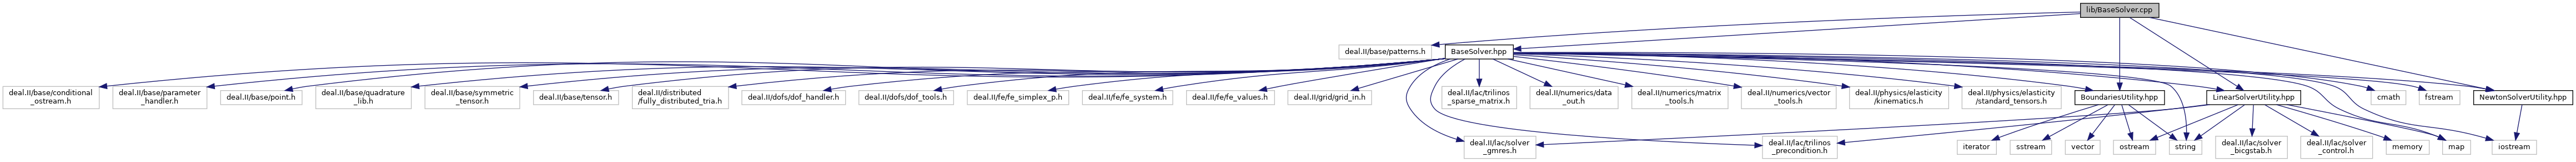 lib/BaseSolver.cpp
deal.II/base/patterns.h
BaseSolver.hpp
deal.II/base/conditional
_ostream.h
deal.II/base/parameter
_handler.h
deal.II/base/point.h
deal.II/base/quadrature
_lib.h
deal.II/base/symmetric
_tensor.h
deal.II/base/tensor.h
deal.II/distributed
/fully_distributed_tria.h
deal.II/dofs/dof_handler.h
deal.II/dofs/dof_tools.h
deal.II/fe/fe_simplex_p.h
deal.II/fe/fe_system.h
deal.II/fe/fe_values.h
deal.II/grid/grid_in.h
deal.II/lac/trilinos
_sparse_matrix.h
deal.II/numerics/data
_out.h
deal.II/numerics/matrix
_tools.h
deal.II/numerics/vector
_tools.h
deal.II/physics/elasticity
/kinematics.h
deal.II/physics/elasticity
/standard_tensors.h
BoundariesUtility.hpp
LinearSolverUtility.hpp
cmath
fstream
NewtonSolverUtility.hpp
deal.II/lac/solver
_gmres.h
deal.II/lac/trilinos
_precondition.h
iterator
sstream
vector
ostream
string
deal.II/lac/solver
_bicgstab.h
deal.II/lac/solver
_control.h
memory
map
iostream